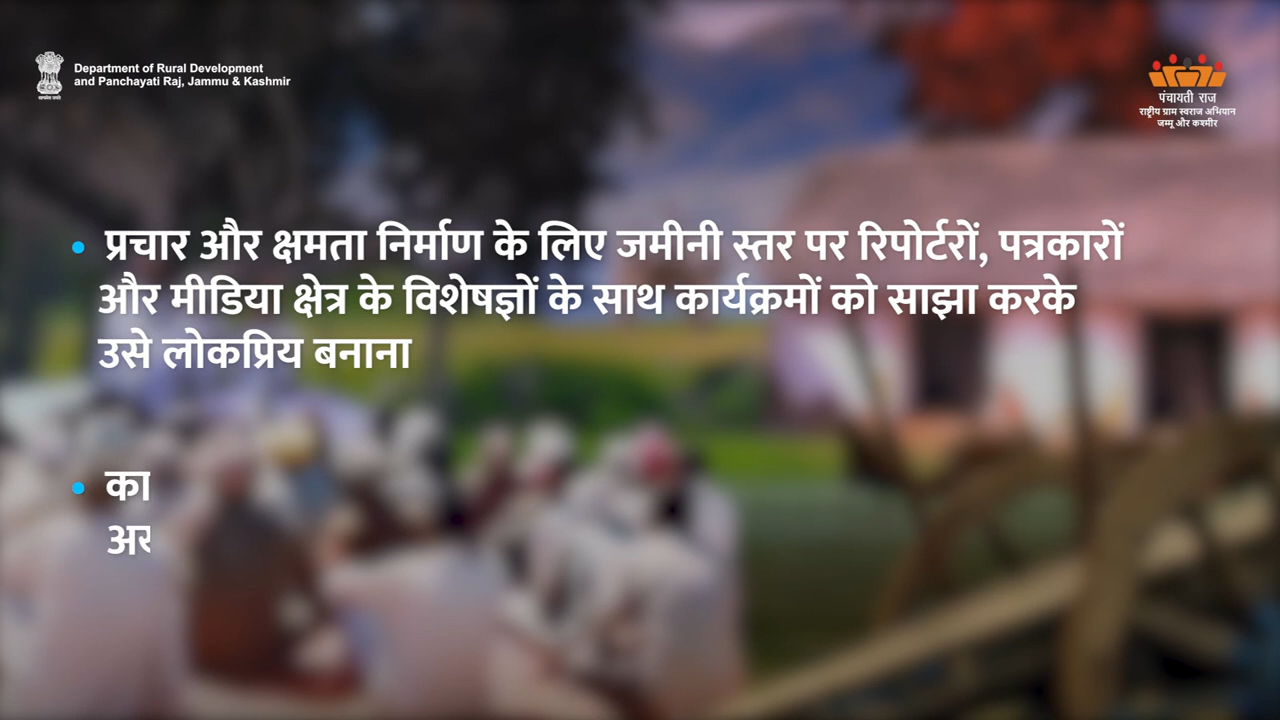 Department of Rural Development
and Panchayati Raj, Jammu & Kashmir
पंचायती राज
राष्ट्रीय ग्राम स्वराज अभियान
जम्मू और कश्मीर
• प्रचार और क्षमता निर्माण के लिए जमीनी स्तर पर रिपोर्टरों, पत्रकारों
और मीडिया क्षेत्र के विशेषज्ञों के साथ कार्यक्रमों को साझा करके
उसे लोकप्रिय बनाना
• का